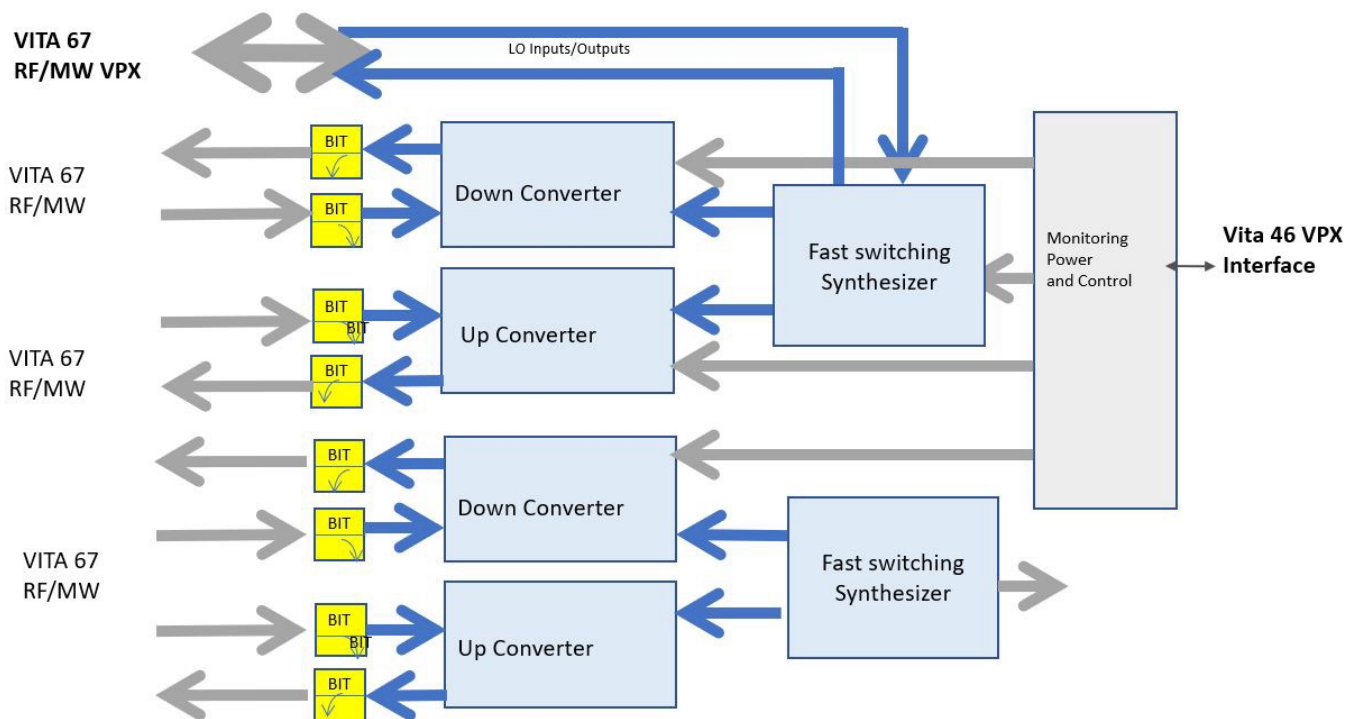 VITA 67
RF/MW VPX
LO Inputs/Outputs
BIT
VITA 67
RF/MW
BIT
Down Converter
Monitoring
Power
and Control
Vita 46 VPX
Interface
Fast switching
Synthesizer
BIT
BIT
Up Converter
VITA 67
RF/MW
BIT
BIT
Down Converter
BIT
VITA 67
RF/MW
Fast switching
Synthesizer
BIT
BIT
Up Converter
BIT